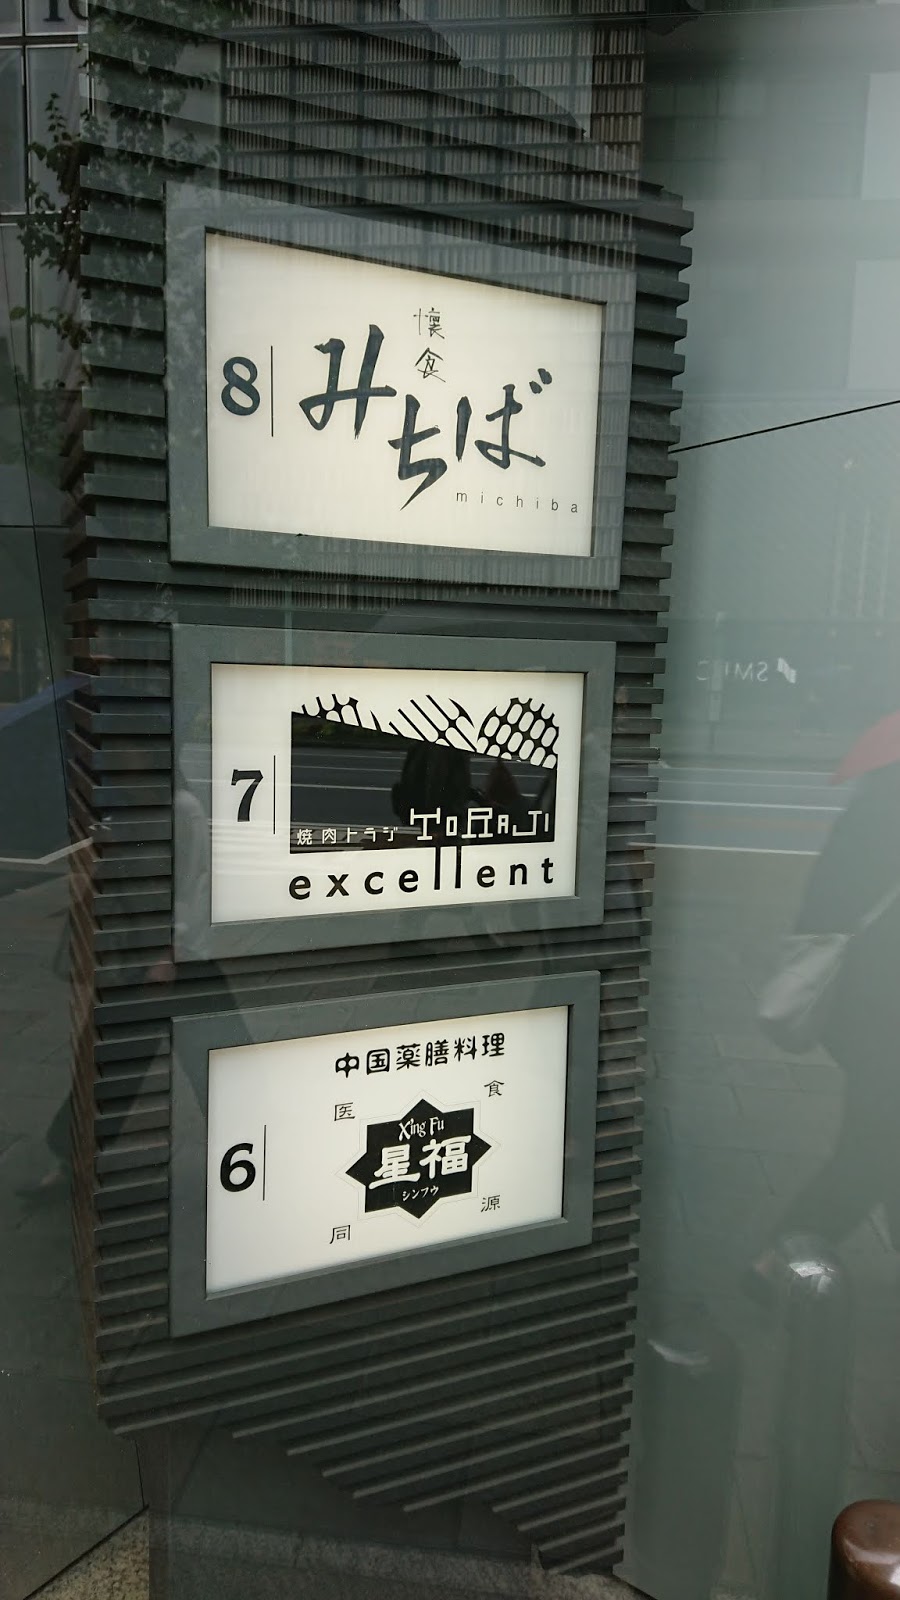 8
懐食
みちば
michiba
7
焼肉トラジ TORAJI
excellent
中国薬膳料理
医 食
6
Xing Fu
星福
シンフウ
同 源